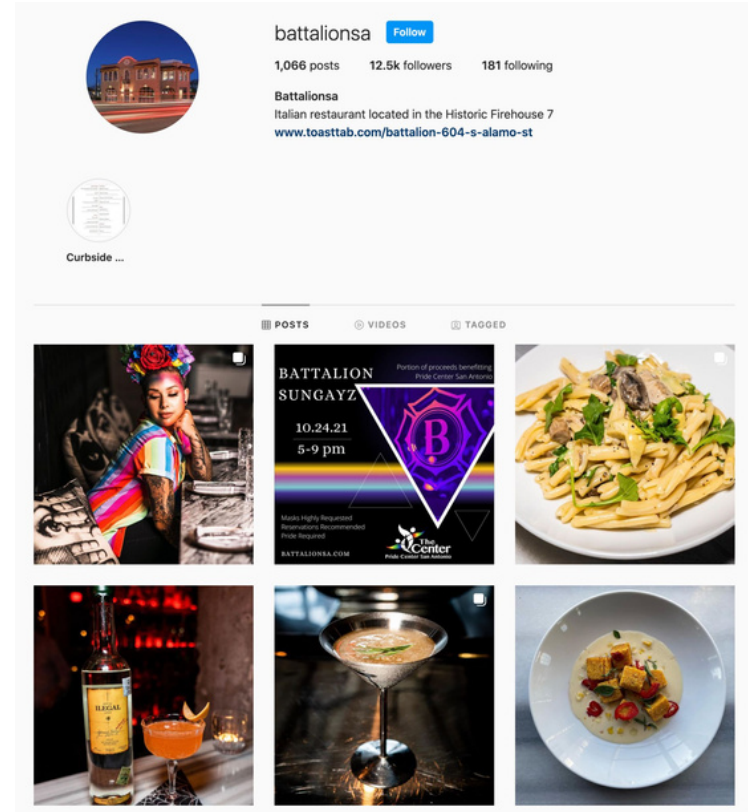 battalionsa Follow
1,066 posts 12.5k followers 181 following
Battalionsa
Italian restaurant located in the Historic Firehouse 7
www.toasttab.com/battalion-604-s-alamo-st
Curbside ...
POSTS VIDEOS TAGGED
BATTALION
SUNGAYZ
10.24.21
5-9 pm
Portion of proceeds benefitting
Pride Center San Antonio
B
Masks Highly Requested
Reservations Recommended
Pride Required
BATTALIONSA.COM
The
Center
Pride Center San Antonio
ILEGAL